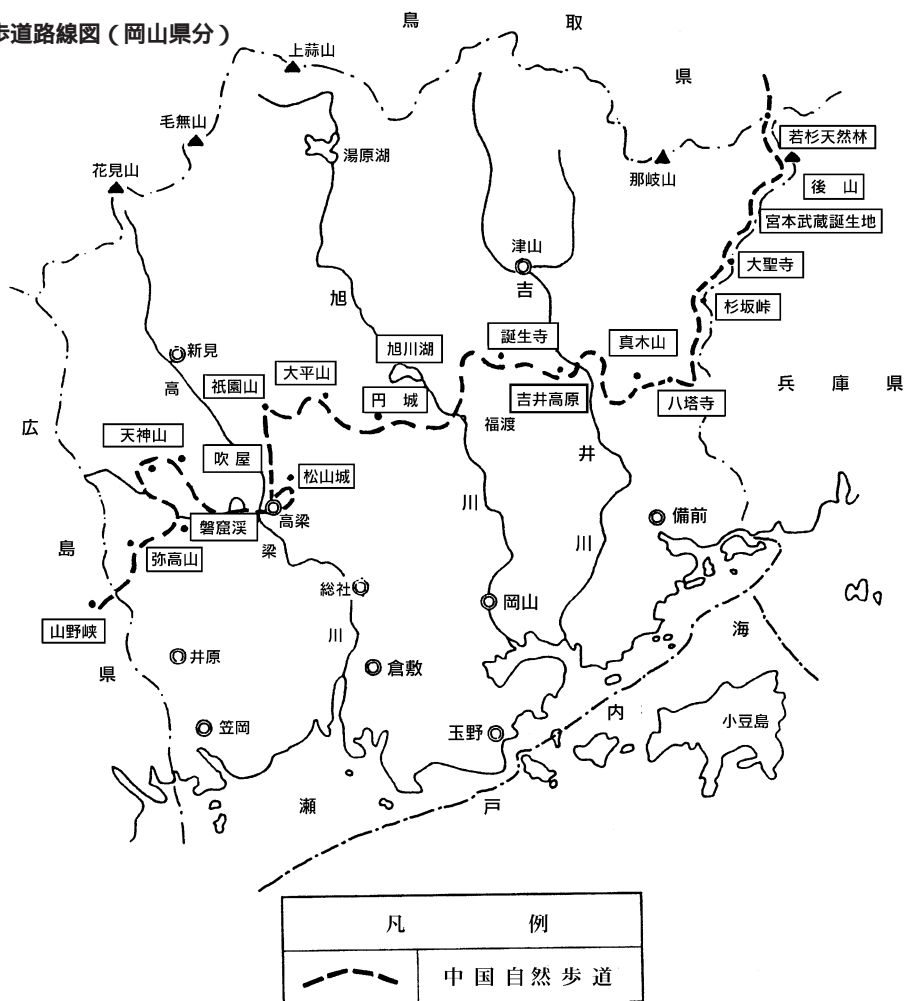 歩道路線図(岡山県分)
鳥取県
上蒜山
毛無山
湯原湖
花見山
那岐山
若杉天然林
後山
宮本武蔵誕生地
大聖寺
杉坂峠
津山
吉井川
旭川
誕生寺
真木山
旭川湖
新見
大平山
祇園山
高梁川
円城
吉井高原
八塔寺
兵庫県
福渡
広島県
天神山
吹屋
松山城
高梁
磐窟渓
備前
弥高山
総社
岡山
山野峡
井原
倉敷
瀬戸内海
小豆島
笠岡
玉野
凡例
中国自然歩道